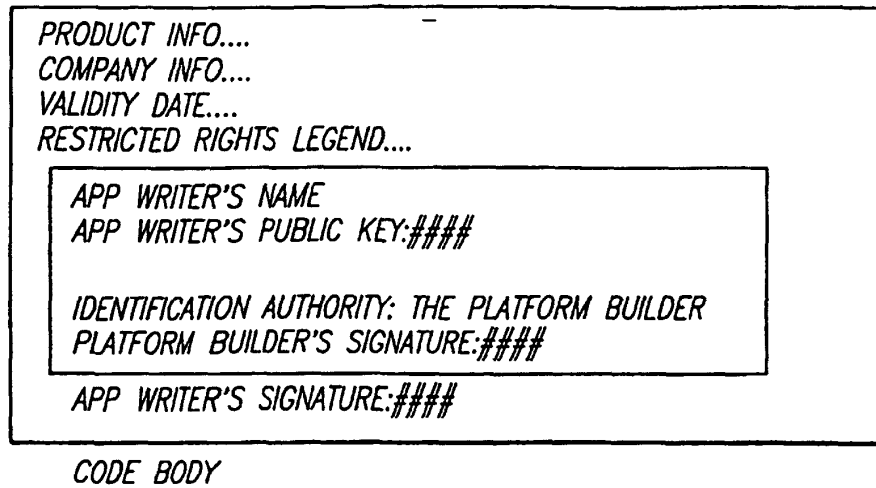 PRODUCT INFO....
COMPANY INFO....
VALIDITY DATE....
RESTRICTED RIGHTS LEGEND....
APP WRITER'S NAME
APP WRITER'S PUBLIC KEY:####
IDENTIFICATION AUTHORITY: THE PLATFORM BUILDER
PLATFORM BUILDER'S SIGNATURE:####
APP WRITER'S SIGNATURE:####
CODE BODY